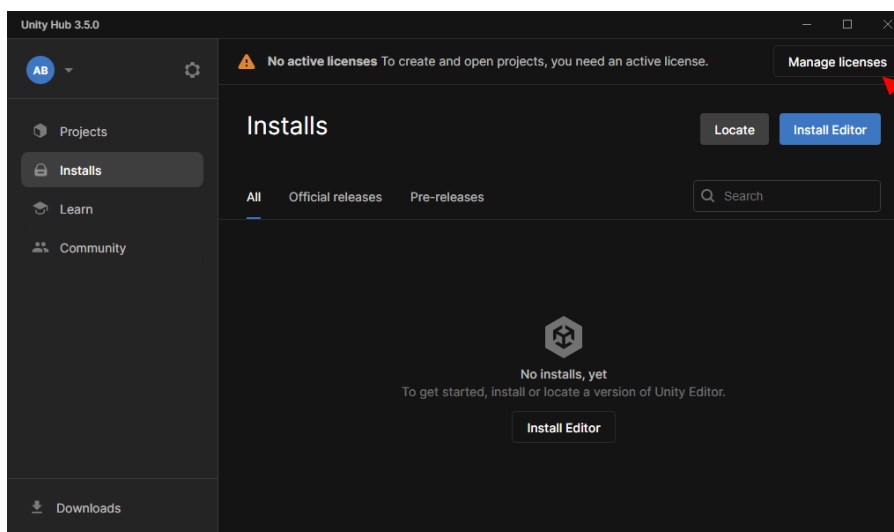 Unity Hub 3.5.0
AB
No active licenses To create and open projects, you need an active license.
Manage licenses
Projects
Installs
Learn
Community
Downloads
Installs
Locate
Install Editor
All
Official releases
Pre-releases
Search
No installs, yet
To get started, install or locate a version of Unity Editor.
Install Editor